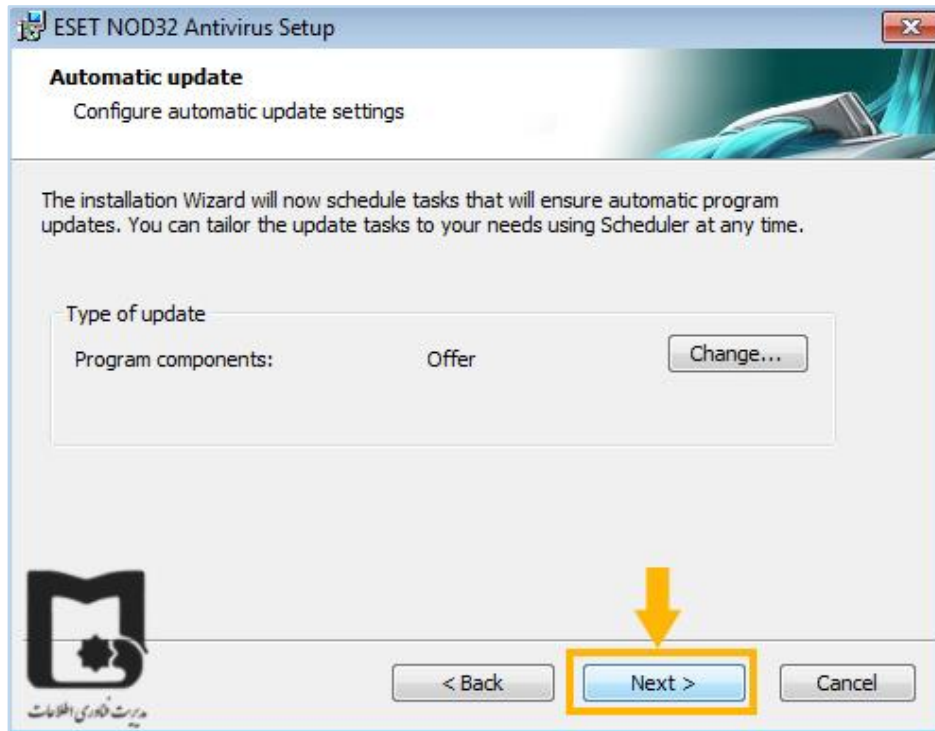 ESET NOD32 Antivirus Setup
Automatic update
Configure automatic update settings
The installation Wizard will now schedule tasks that will ensure automatic program
updates. You can tailor the update tasks to your needs using Scheduler at any time.
Type of update
Program components: Offer Change...
< Back Next > Cancel
مدیریت فناوری اطلاعات